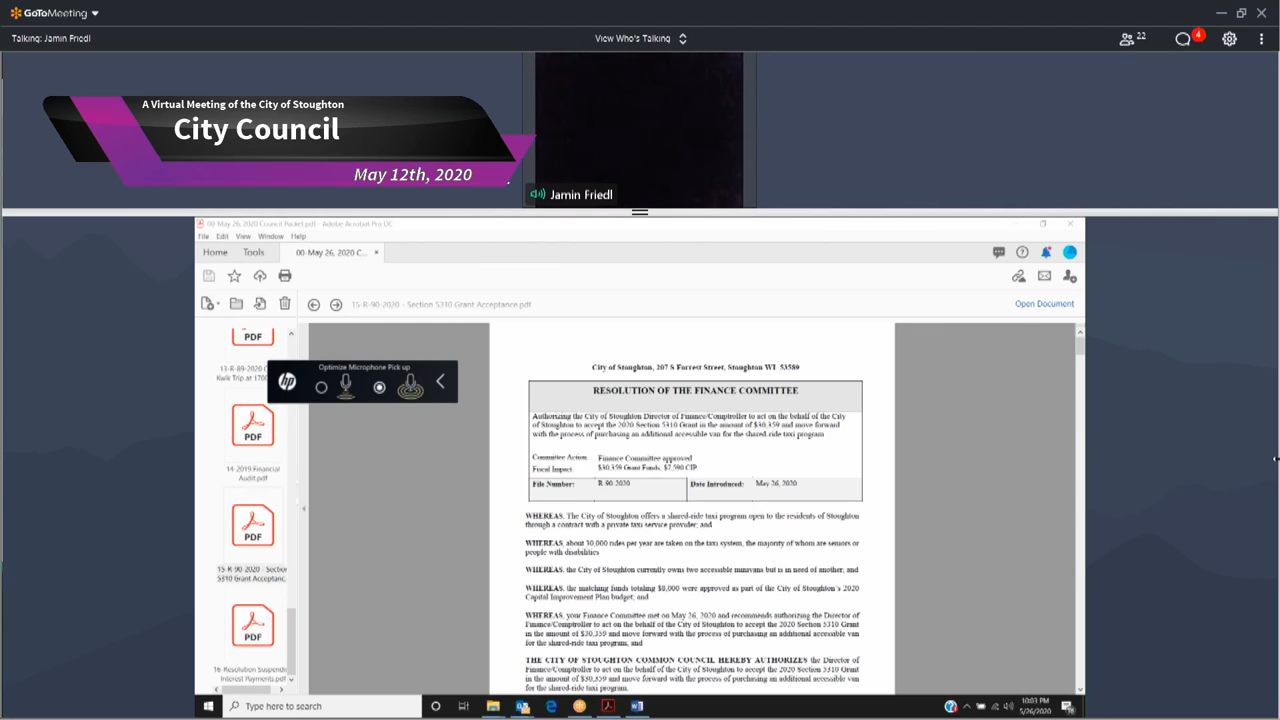 GoToMeeting
Talking: Jamin Friedl
View Who's Talking
22
4
A Virtual Meeting of the City of Stoughton
City Council
May 12th, 2020
Jamin Friedl
00-May 26, 2020 Council Packet.pdf - Adobe Acrobat Pro DC
File Edit View Window Help
Home Tools 00-May 26, 2020 C... ×
15-R-90-2020 - Section 5310 Grant Acceptance.pdf
Open Document
PDF
13-R-89-2020
Kwik Trip at 1700
Optimize Microphone Pick up
hp
PDF
14-2019 Financial
Audit.pdf
PDF
15-R-90-2020 - Section
5310 Grant Acceptanc
PDF
16-Resolution Suspending
Interest Payments.pdf
City of Stoughton, 207 S Forrest Street, Stoughton WI 53589
RESOLUTION OF THE FINANCE COMMITTEE
Authorizing the City of Stoughton Director of Finance/Comptroller to act on the behalf of the City
of Stoughton to accept the 2020 Section 5310 Grant in the amount of $30,359 and move forward
with the process of purchasing an additional accessible van for the shared-ride taxi program
Committee Action: Finance Committee approved
Fiscal Impact: $30,359 Grant Funds, $7,590 CIP
File Number: R-90-2020 Date Introduced: May 26, 2020
WHEREAS, The City of Stoughton offers a shared-ride taxi program open to the residents of Stoughton
through a contract with a private taxi service provider; and
WHEREAS, about 30,000 rides per year are taken on the taxi system, the majority of whom are seniors or
people with disabilities
WHEREAS, the City of Stoughton currently owns two accessible minivans but is in need of another; and
WHEREAS, the matching funds totaling $8,000 were approved as part of the City of Stoughton's 2020
Capital Improvement Plan budget; and
WHEREAS, your Finance Committee met on May 26, 2020 and recommends authorizing the Director of
Finance/Comptroller to act on the behalf of the City of Stoughton to accept the 2020 Section 5310 Grant
in the amount of $30,359 and move forward with the process of purchasing an additional accessible van
for the shared-ride taxi program, and
THE CITY OF STOUGHTON COMMON COUNCIL HEREBY AUTHORIZES the Director of
Finance/Comptroller to act on the behalf of the City of Stoughton to accept the 2020 Section 5310 Grant
in the amount of $30,359 and move forward with the process of purchasing an additional accessible van
for the shared-ride taxi program.
Type here to search
10:03 PM
5/26/2020